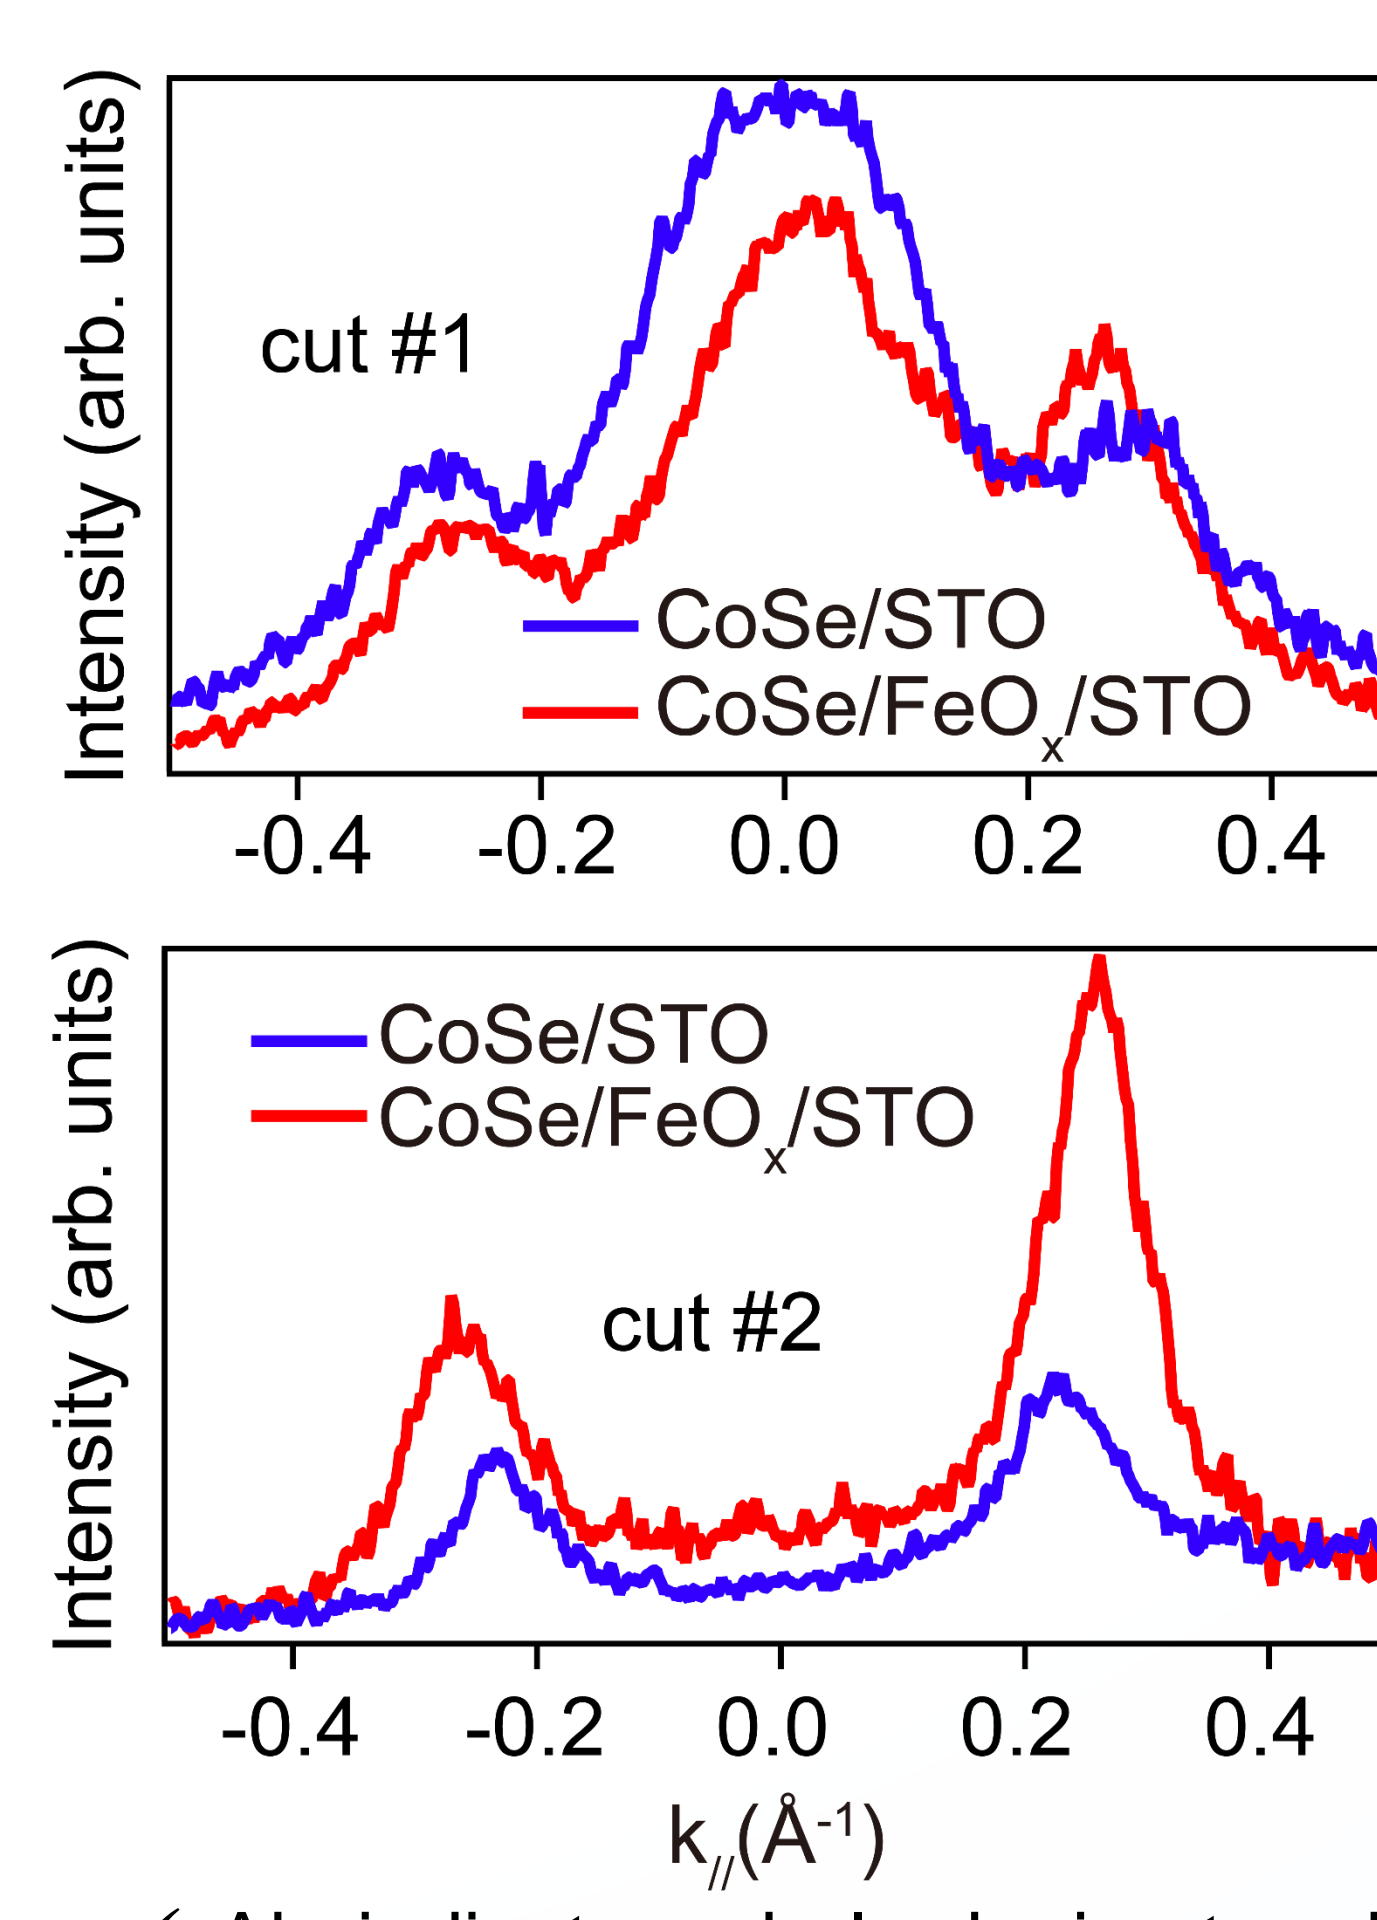 Intensity (arb. units)
cut #1
CoSe/STO
CoSe/FeOₓ/STO
-0.4 -0.2 0.0 0.2 0.4
Intensity (arb. units)
CoSe/STO
CoSe/FeOₓ/STO
cut #2
-0.4 -0.2 0.0 0.2 0.4
k//(Å⁻¹)